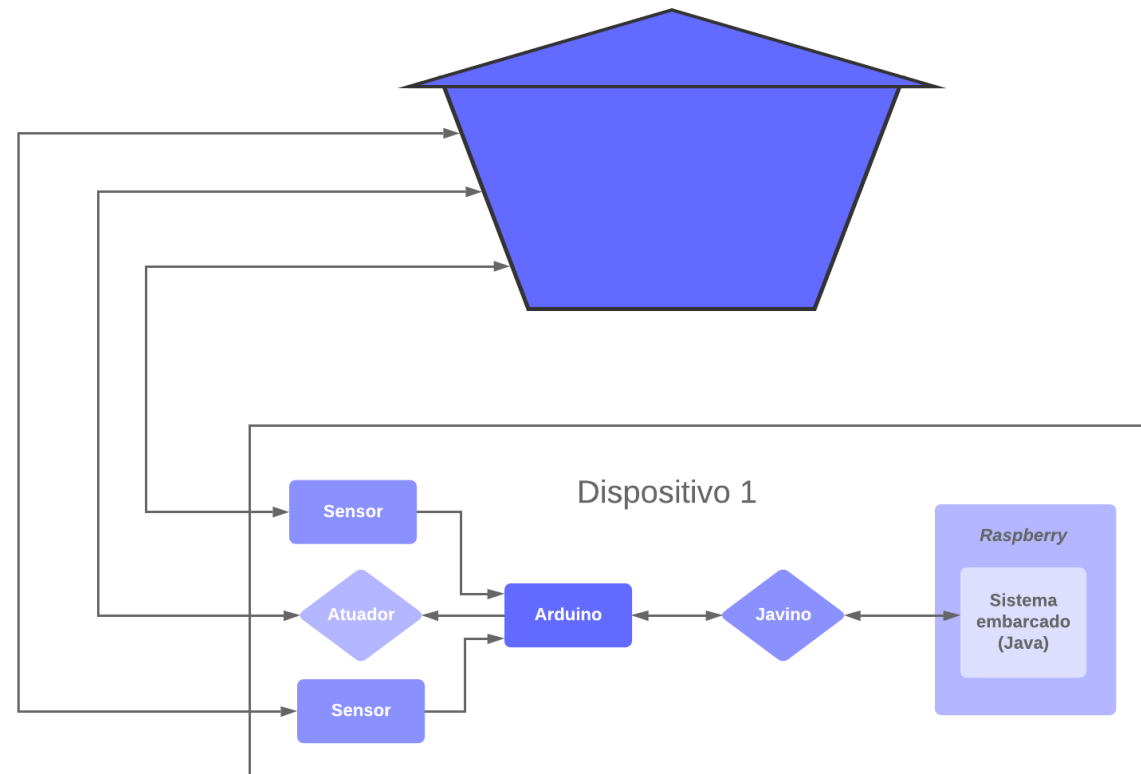 Dispositivo 1
Sensor
Raspberry
Atuador
Arduino
Javino
Sistema
embarcado
(Java)
Sensor